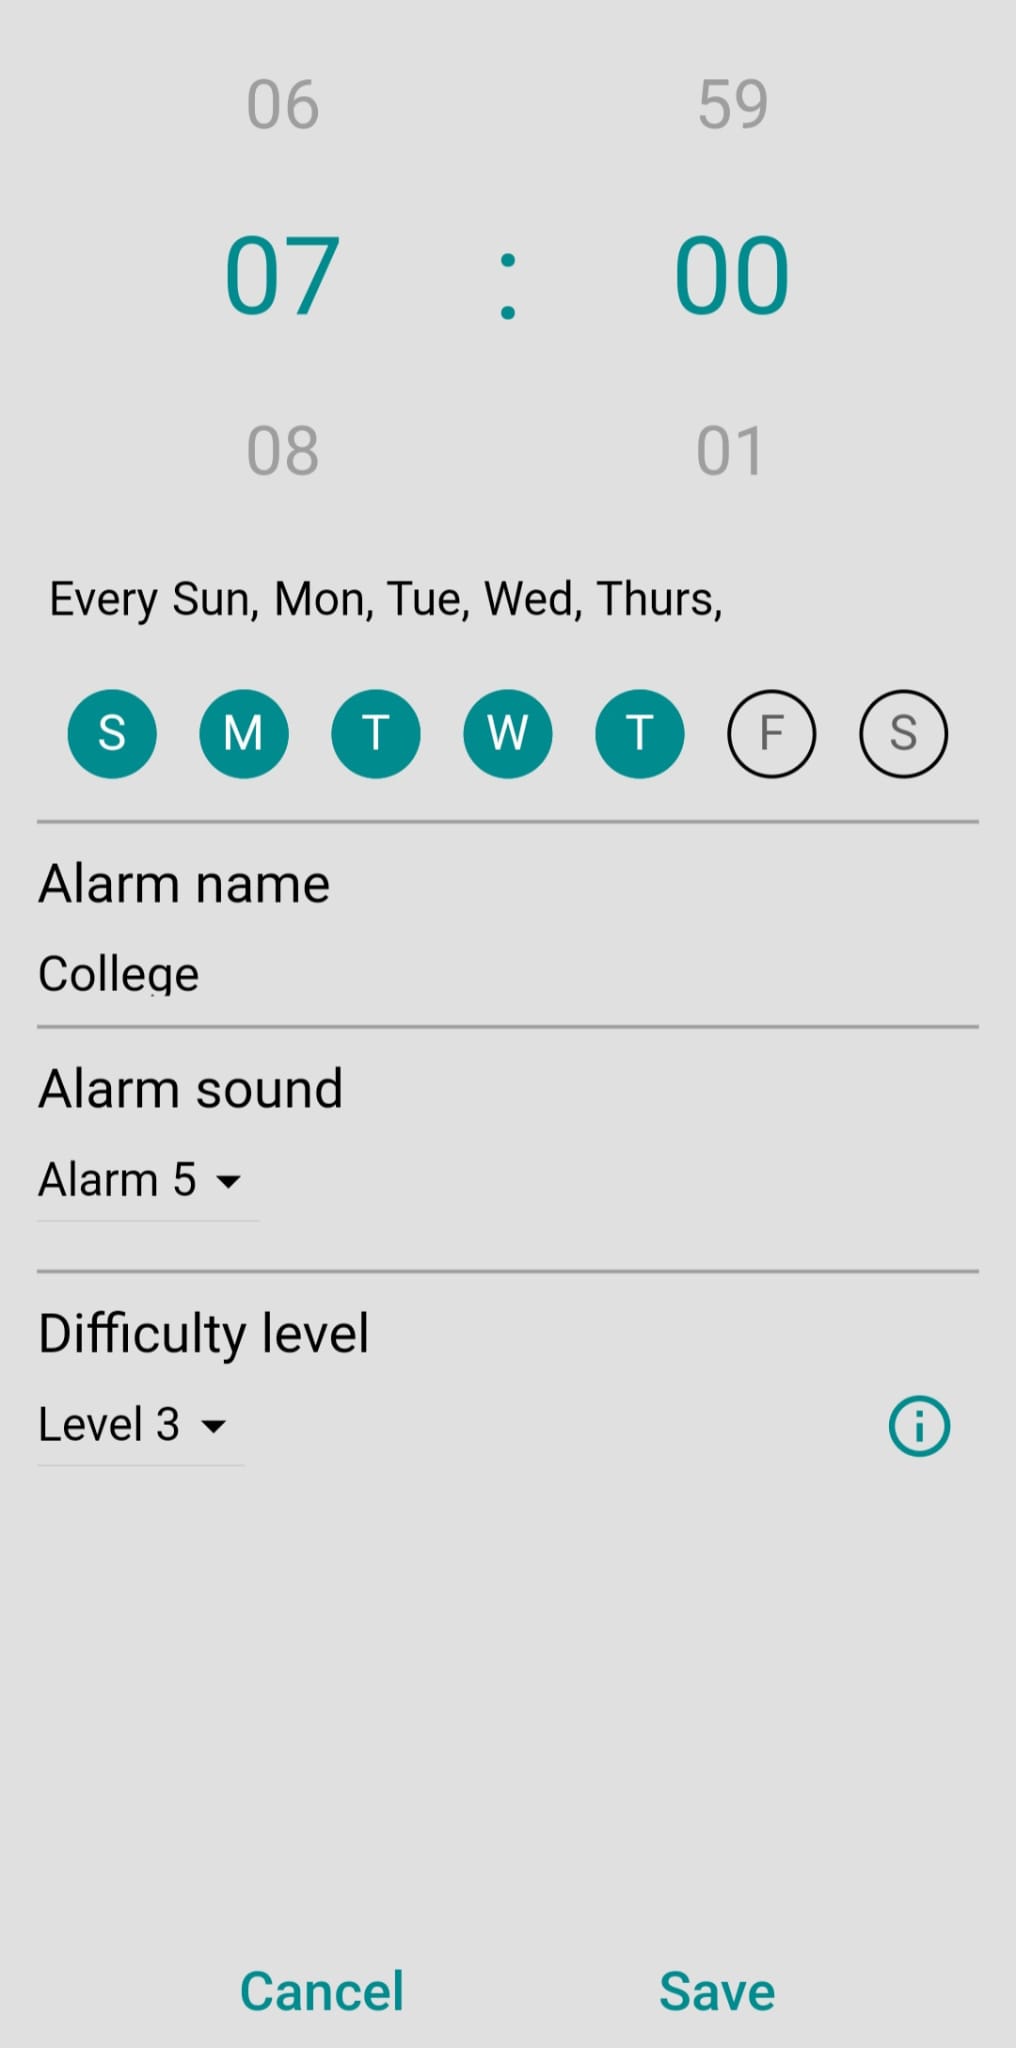 06 59
07 : 00
08 01
Every Sun, Mon, Tue, Wed, Thurs,
S M T W T F S
Alarm name
College
Alarm sound
Alarm 5
Difficulty level
Level 3
i
Cancel Save